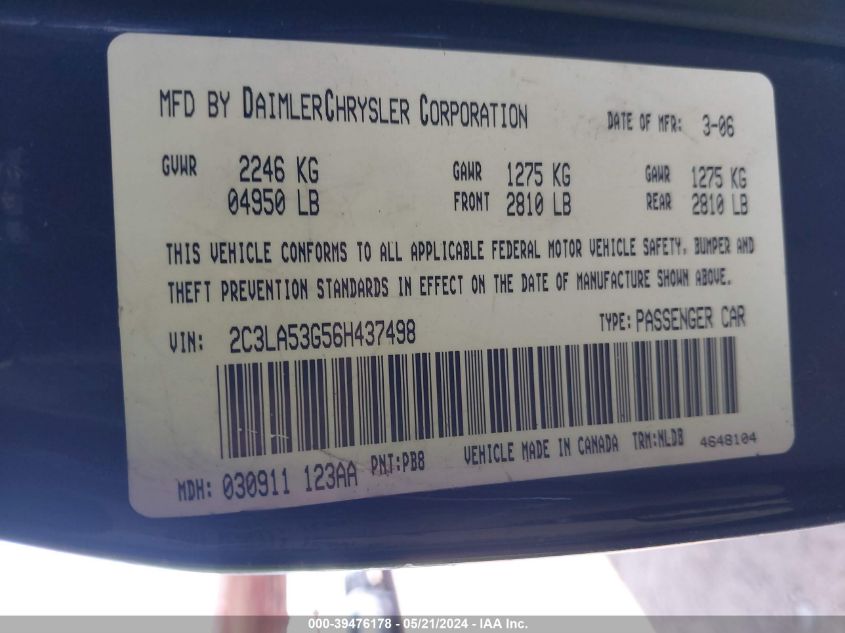 MFD BY DAIMLERCHRYSLER CORPORATION DATE OF MFR: 3-06
GVWR 2246 KG GAWR 1275 KG GAWR 1275 KG
04950 LB FRONT 2810 LB REAR 2810 LB
THIS VEHICLE CONFORMS TO ALL APPLICABLE FEDERAL MOTOR VEHICLE SAFETY, BUMPER AND
THEFT PREVENTION STANDARDS IN EFFECT ON THE DATE OF MANUFACTURE SHOWN ABOVE.
VIN: 2C3LA53G56H437498 TYPE: PASSENGER CAR
MDH: 030911 123AA PNT:PB8 VEHICLE MADE IN CANADA TRM:NLDB 4648104
000-39476178 - 05/21/2024 - IAA Inc.